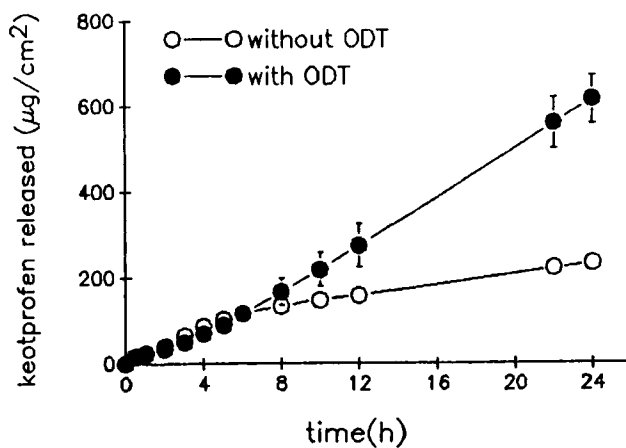 800
600
400
200
0
keotprofen released (μg/cm²)
without ODT
with ODT
0 4 8 12 16 20 24
time(h)